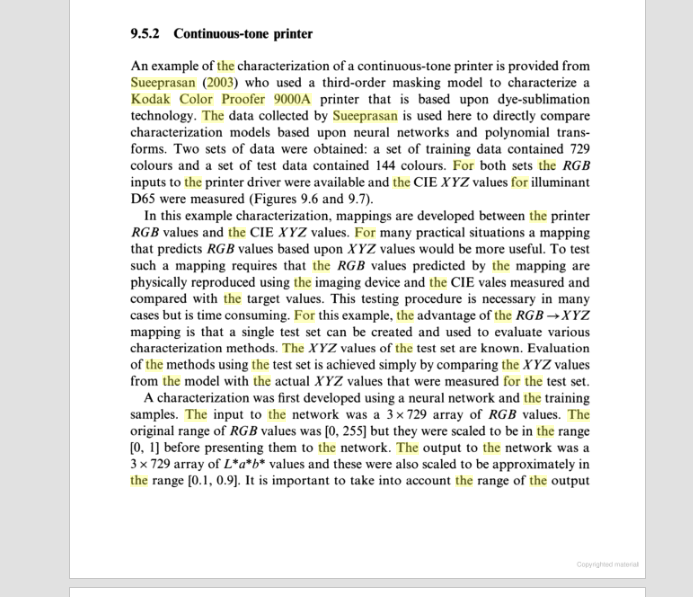 9.5.2 Continuous-tone printer
An example of the characterization of a continuous-tone printer is provided from
Sueeprasan (2003) who used a third-order masking model to characterize a
Kodak Color Proofer 9000A printer that is based upon dye-sublimation
technology. The data collected by Sueeprasan is used here to directly compare
characterization models based upon neural networks and polynomial trans-
forms. Two sets of data were obtained: a set of training data contained 729
colours and a set of test data contained 144 colours. For both sets the RGB
inputs to the printer driver were available and the CIE XYZ values for illuminant
D65 were measured (Figures 9.6 and 9.7).
In this example characterization, mappings are developed between the printer
RGB values and the CIE XYZ values. For many practical situations a mapping
that predicts RGB values based upon XYZ values would be more useful. To test
such a mapping requires that the RGB values predicted by the mapping are
physically reproduced using the imaging device and the CIE vales measured and
compared with the target values. This testing procedure is necessary in many
cases but is time consuming. For this example, the advantage of the RGB→XYZ
mapping is that a single test set can be created and used to evaluate various
characterization methods. The XYZ values of the test set are known. Evaluation
of the methods using the test set is achieved simply by comparing the XYZ values
from the model with the actual XYZ values that were measured for the test set.
A characterization was first developed using a neural network and the training
samples. The input to the network was a 3 × 729 array of RGB values. The
original range of RGB values was [0, 255] but they were scaled to be in the range
[0, 1] before presenting them to the network. The output to the network was a
3 × 729 array of L*a*b* values and these were also scaled to be approximately in
the range [0.1, 0.9]. It is important to take into account the range of the output
Copyrighted material